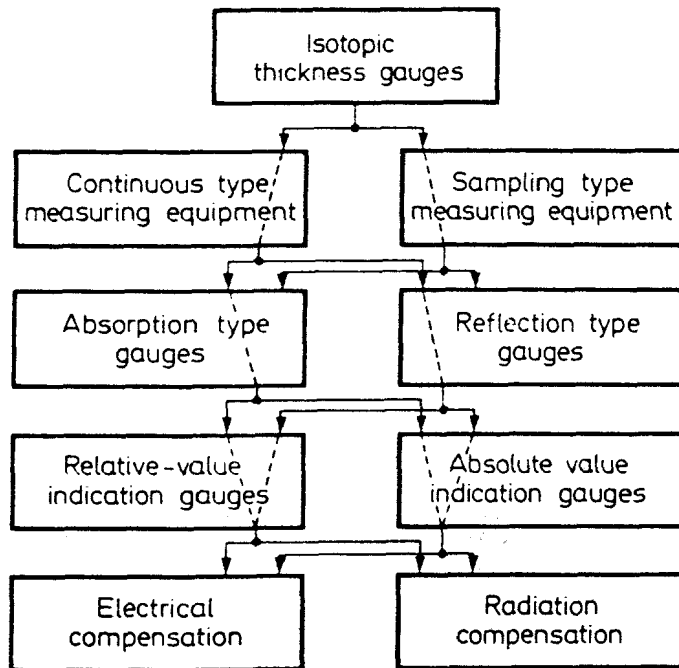 Isotopic
thickness gauges
Continuous type
measuring equipment
Sampling type
measuring equipment
Absorption type
gauges
Reflection type
gauges
Relative-value
indication gauges
Absolute value
indication gauges
Electrical
compensation
Radiation
compensation